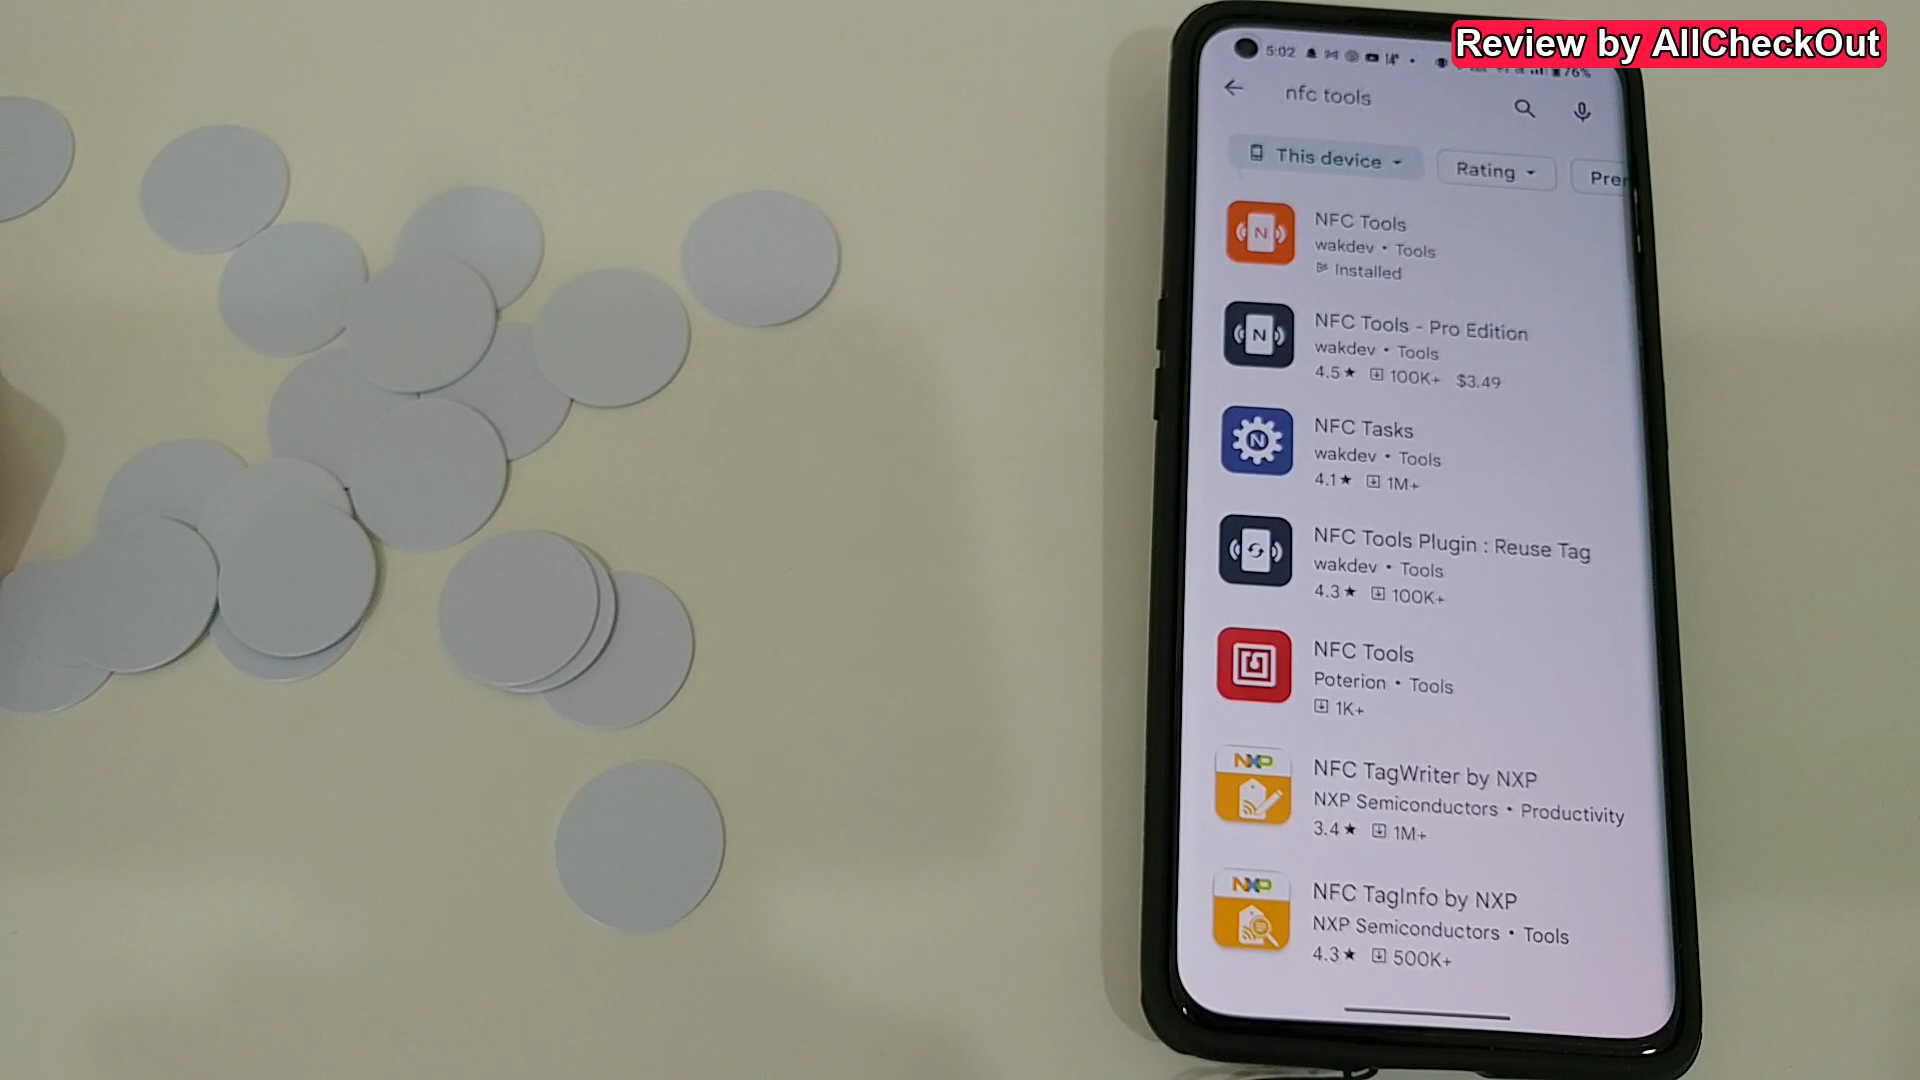 Review by AllCheckOut
5:02
76%
nfc tools
This device
Rating
Prer
NFC Tools
wakdev • Tools
Installed
NFC Tools - Pro Edition
wakdev • Tools
4.5★ 100K+ $3.49
NFC Tasks
wakdev • Tools
4.1★ 1M+
NFC Tools Plugin : Reuse Tag
wakdev • Tools
4.3★ 100K+
NFC Tools
Poterion • Tools
1K+
NXP
NFC TagWriter by NXP
NXP Semiconductors • Productivity
3.4★ 1M+
NXP
NFC TagInfo by NXP
NXP Semiconductors • Tools
4.3★ 500K+